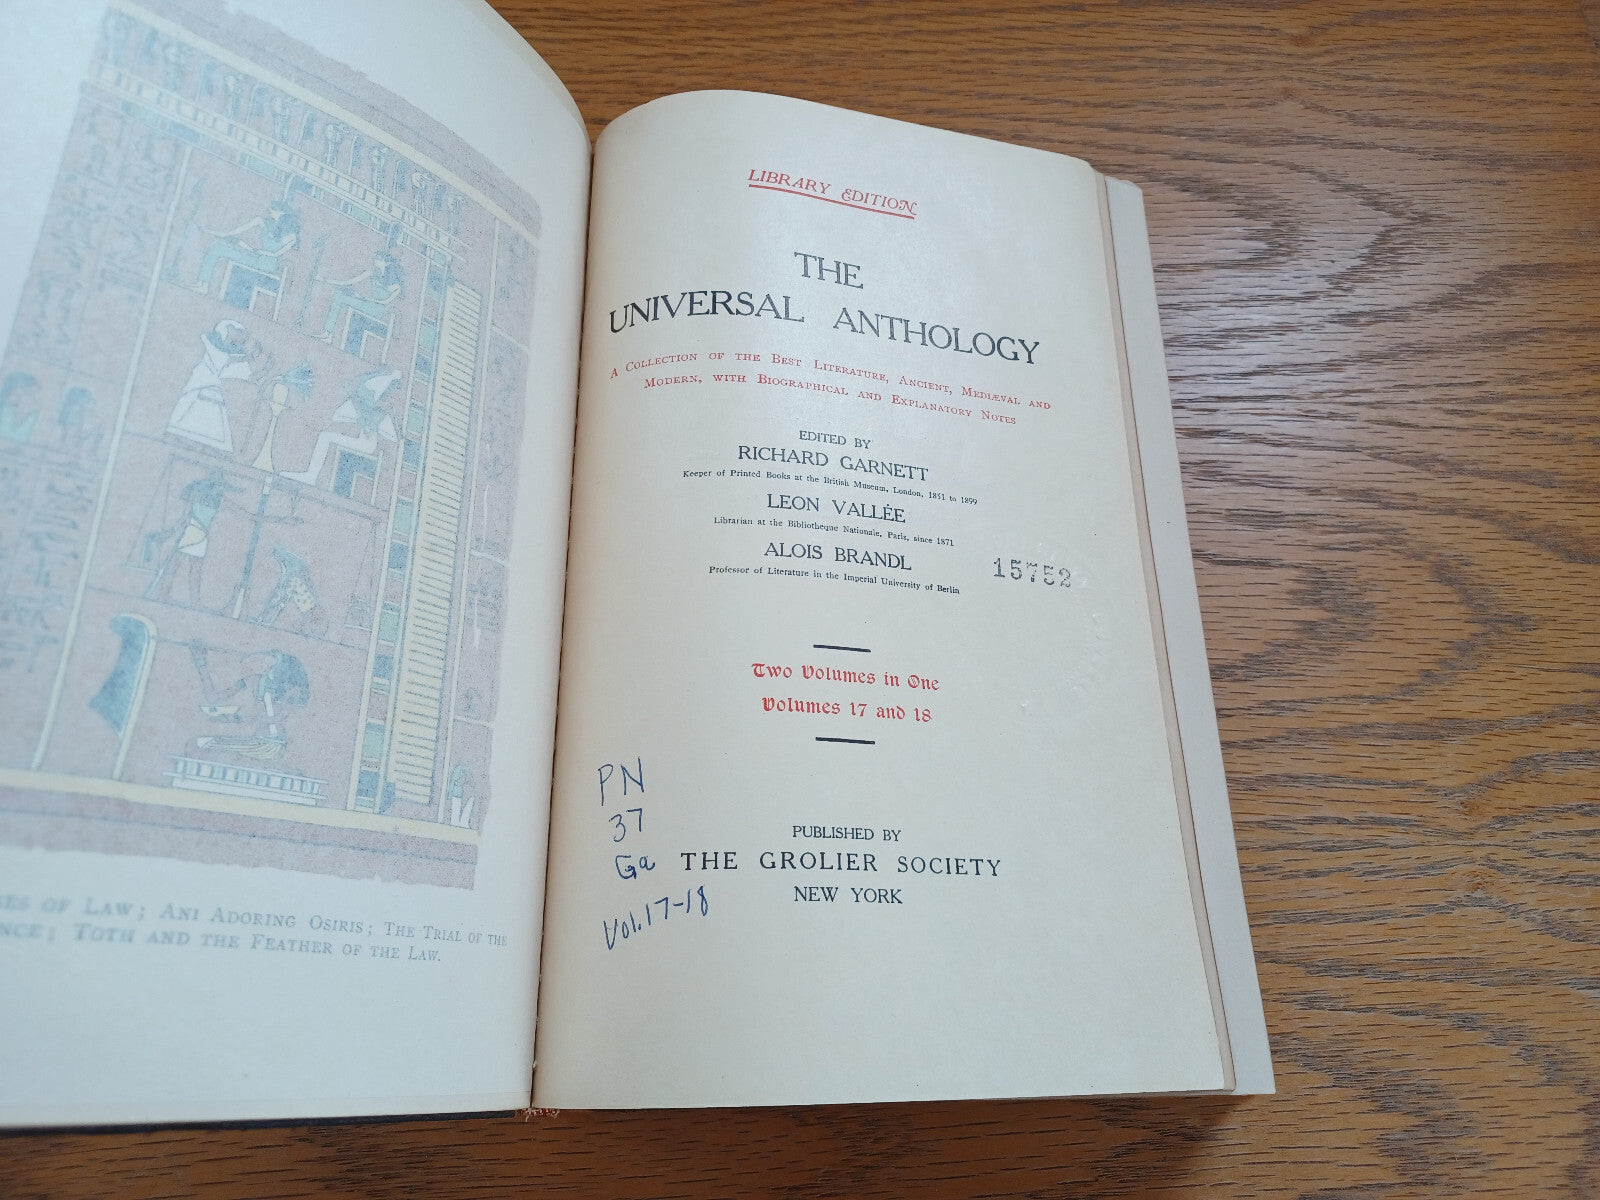 SES OF LAW; ANI ADORING OSIRIS; THE TRIAL OF THE
NCE; TOTH AND THE FEATHER OF THE LAW.
LIBRARY EDITION
THE
UNIVERSAL ANTHOLOGY
A COLLECTION OF THE BEST LITERATURE, ANCIENT, MEDIÆVAL AND
MODERN, WITH BIOGRAPHICAL AND EXPLANATORY NOTES
EDITED BY
RICHARD GARNETT
Keeper of Printed Books at the British Museum, London, 1851 to 1899
LEON VALLÉE
Librarian at the Bibliotheque Nationale, Paris, since 1871
ALOIS BRANDL
Professor of Literature in the Imperial University of Berlin
15752
Two Volumes in One
Volumes 17 and 18
PN
37
Ga
Vol. 17-18
PUBLISHED BY
THE GROLIER SOCIETY
NEW YORK